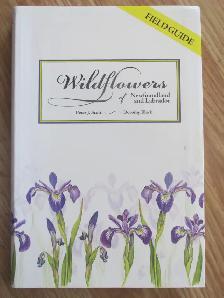 FIELD GUIDE
Wildflowers
of Newfoundland
and Labrador
Peter J. Scott Dorothy Black